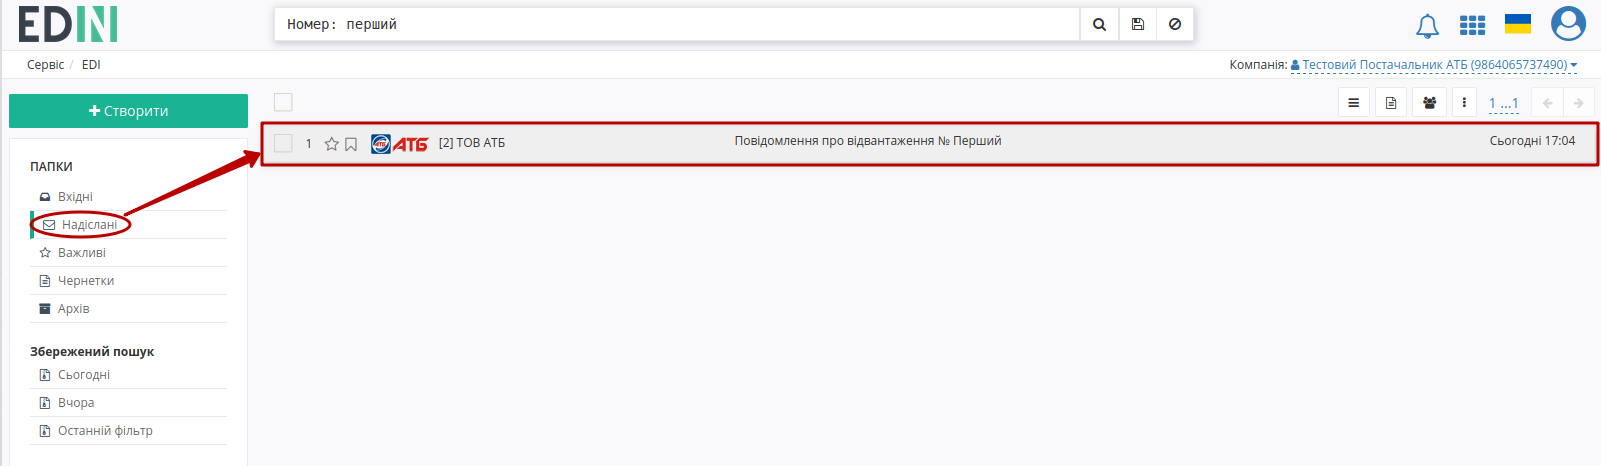 EDIN
Номер: перший
Сервіс / EDI
Компанія: Тестовий Постачальник АТБ (9864065737490)
Створити
1 ...1
1 АТБ АТБ [2] ТОВ АТБ Повідомлення про відвантаження № Перший Сьогодні 17:04
ПАПКИ
Вхідні
Надіслані
Важливі
Чернетки
Архів
Збережений пошук
Сьогодні
Вчора
Останній фільтр